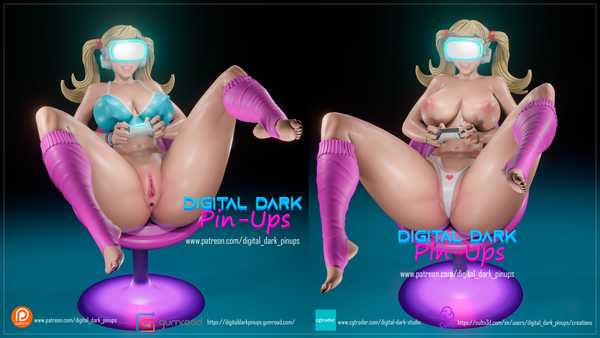 DIGITAL DARK
Pin-Ups
www.patreon.com/digital_dark_pinups
DIGITAL DARK
Pin-Ups
www.patreon.com/digital_dark_pinups
www.patreon.com/digital_dark_pinups
gumroad
https://digitaldarkpinups.gumroad.com/
cgtrader
www.cgtrader.com/digital-dark-studio
https://cults3d.com/en/users/digital_dark_pinups/creations